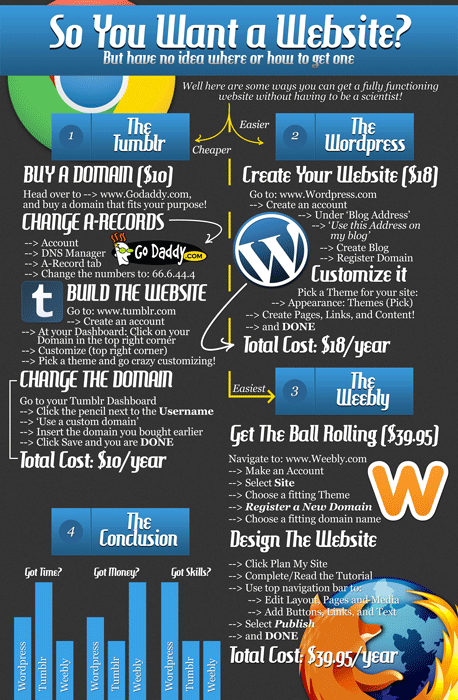 So You Want a Website?
But have no idea where or how to get one
Well here are some ways you can get a fully functioning
website without having to be a scientist!
Easier
Cheaper
1
The
Tumblr
BUY A DOMAIN ($10)
Head over to --> www.Godaddy.com,
and buy a domain that fits your purpose!
CHANGE A-RECORDS
--> Account
--> DNS Manager
--> A-Record tab
--> Change the numbers to: 66.6.44.4
Go Daddy.COM
t
BUILD THE WEBSITE
Go to: www.tumblr.com
--> Create an account
--> At your Dashboard: Click on your
Domain in the top right corner
--> Customize (top right corner)
--> Pick a theme and go crazy customizing!
CHANGE THE DOMAIN
Go to your Tumblr Dashboard
--> Click the pencil next to the Username
--> 'Use a custom domain'
--> Insert the domain you bought earlier
--> Click Save and you are DONE
Total Cost: $10/year
2
The
Wordpress
Create Your Website ($18)
Go to: www.Wordpress.com
--> Create an account
--> Under 'Blog Address'
--> 'Use this Address on
my blog'
--> Create Blog
--> Register Domain
W
Customize it
Pick a Theme for your site:
--> Appearance: Themes (Pick)
--> Create Pages, Links, and Content!
--> and DONE
Total Cost: $18/year
Easiest
3
The
Weebly
Get The Ball Rolling ($39.95)
Navigate to: www.Weebly.com
--> Make an Account
--> Select Site
--> Choose a fitting Theme
--> Register a New Domain
--> Choose a fitting domain name
W
Design The Website
--> Click Plan My Site
--> Complete/Read the Tutorial
--> Use top navigation bar to:
--> Edit Layout, Pages and Media
--> Add Buttons, Links, and Text
--> Select Publish
--> and DONE
Total Cost: $39.95/year
4
The
Conclusion
Got Time?
Got Money?
Got Skills?
Wordpress
Tumblr
Weebly
Wordpress
Tumblr
Weebly
Wordpress
Tumblr
Weebly